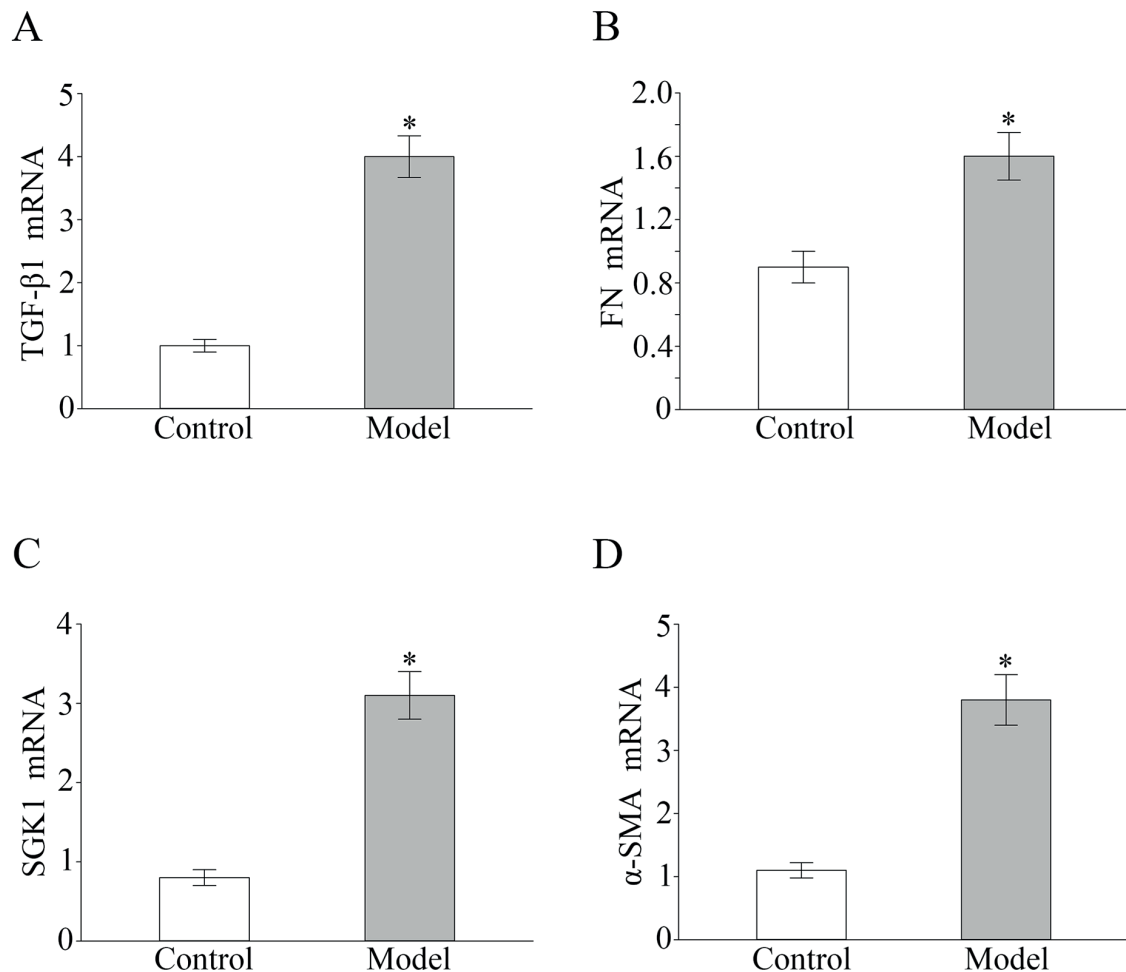 A
TGF-β1 mRNA
5
4
3
2
1
0
*
Control Model
B
FN mRNA
2.0
1.6
1.2
0.8
0.4
0
*
Control Model
C
SGK1 mRNA
4
3
2
1
0
*
Control Model
D
α-SMA mRNA
5
4
3
2
1
0
*
Control Model